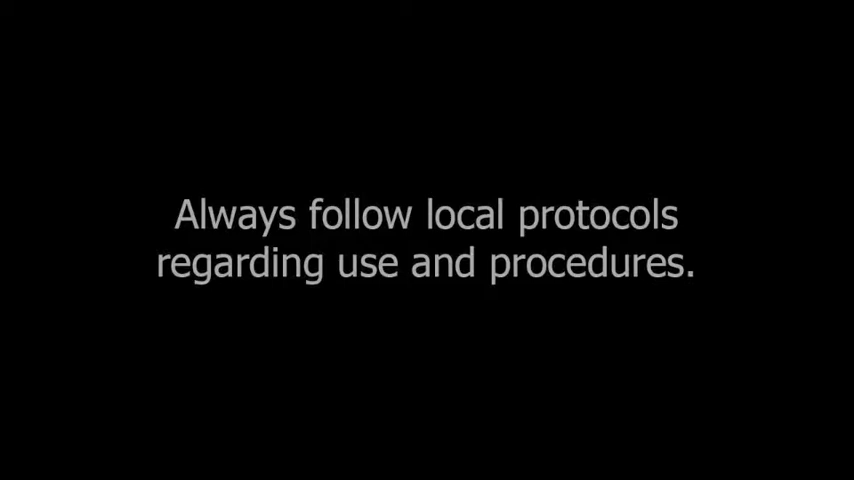 Always follow local protocols
regarding use and procedures.